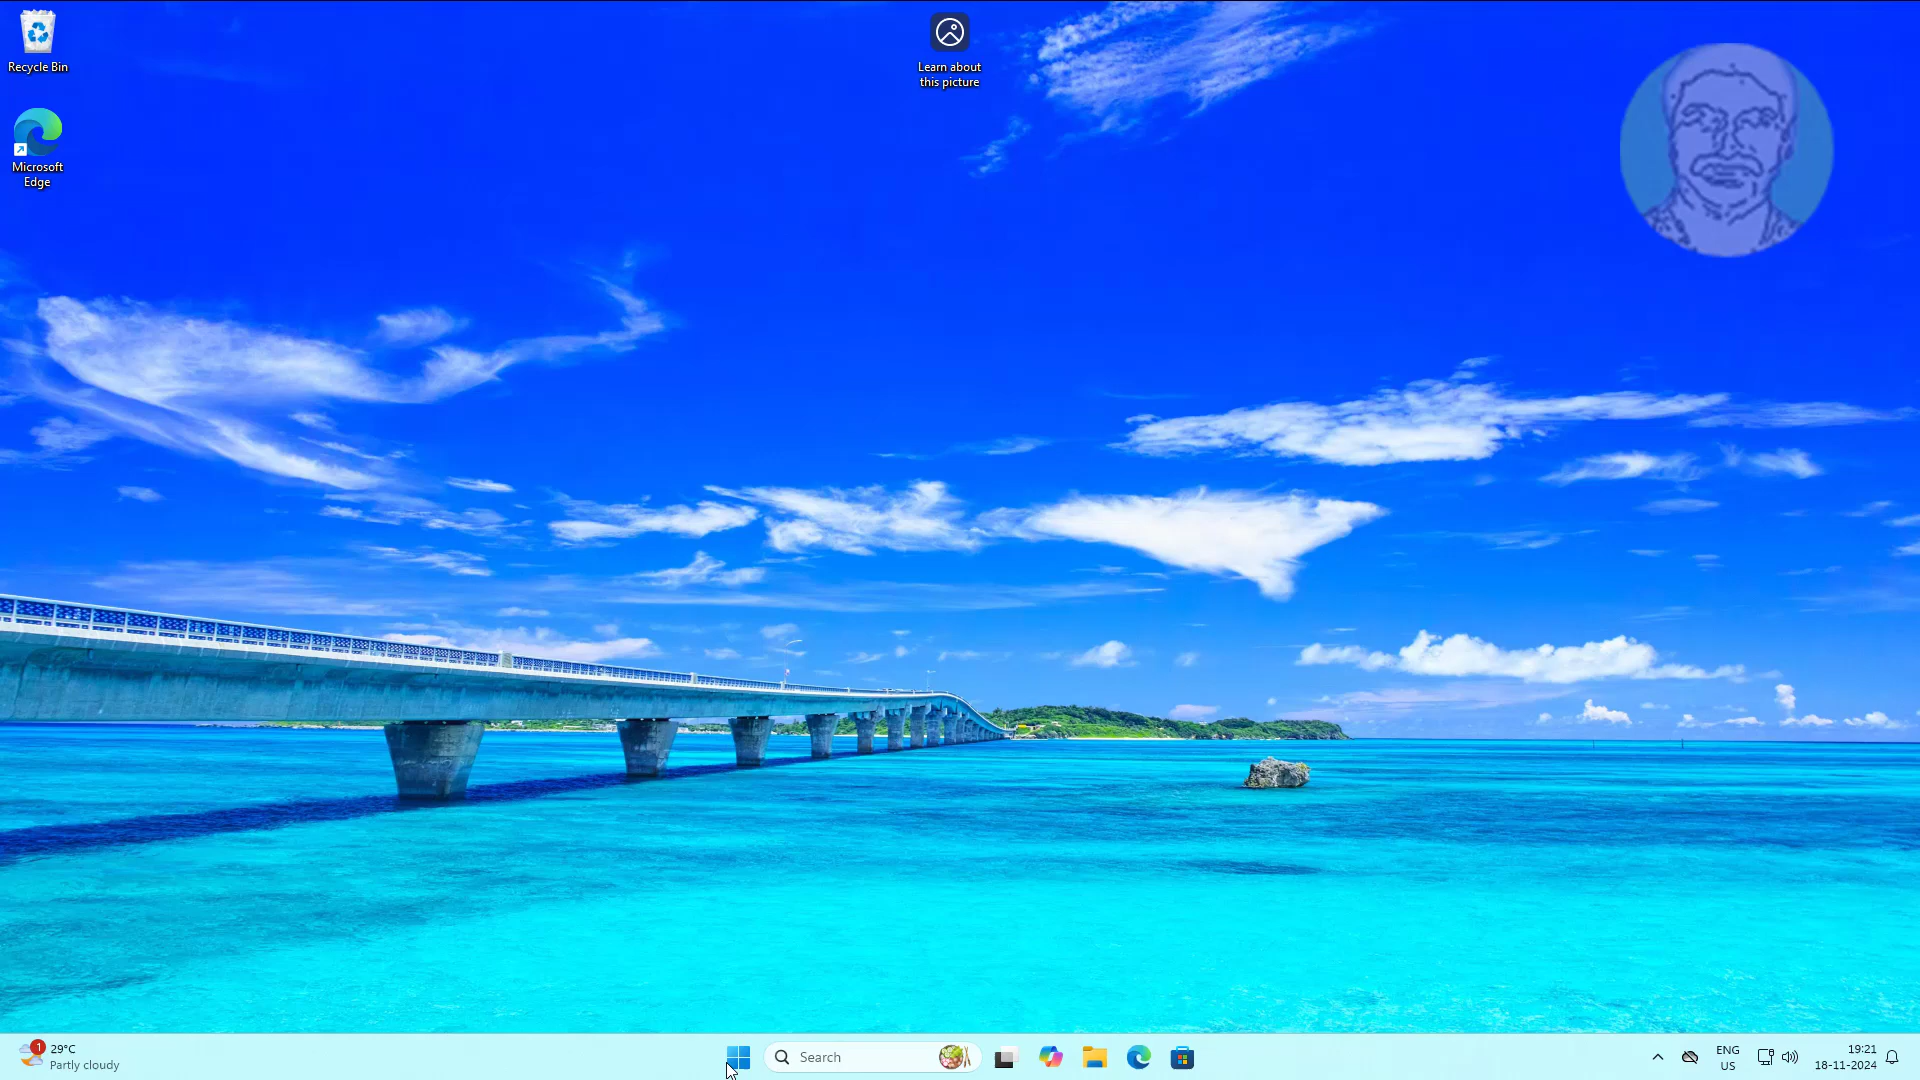 Recycle Bin
Learn about
this picture
Microsoft
Edge
1
29°C
Partly cloudy
Search
ENG
US
19:21
18-11-2024